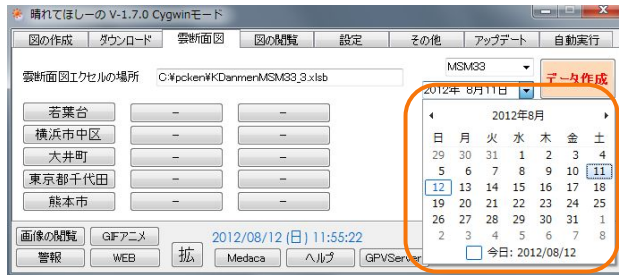 晴れてほしーの V-1.7.0 Cygwinモード
図の作成 ダウンロード 雲断面図 図の閲覧 設定 その他 アップデート 自動実行
雲断面図エクセルの場所 C:¥pcken¥KDanmenMSM33_3.xlsb
MSM33
2012年 8月11日
データ作成
若葉台 - -
横浜市中区 - -
大井町 - -
東京都千代田 - -
熊本市 - -
2012年8月
日 月 火 水 木 金 土
29 30 31 1 2 3 4
5 6 7 8 9 10 11
12 13 14 15 16 17 18
19 20 21 22 23 24 25
26 27 28 29 30 31 1
2 3 4 5 6 7 8
今日: 2012/08/12
画像の閲覧 GIFアニメ 2012/08/12 (日) 11:55:22
警報 WEB 拡 Medaca ヘルプ GPVServer